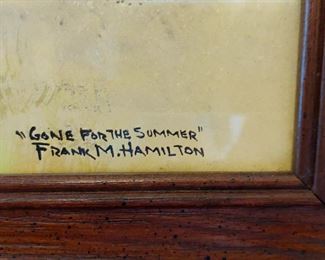 "GONE FOR THE SUMMER"
FRANK M. HAMILTON